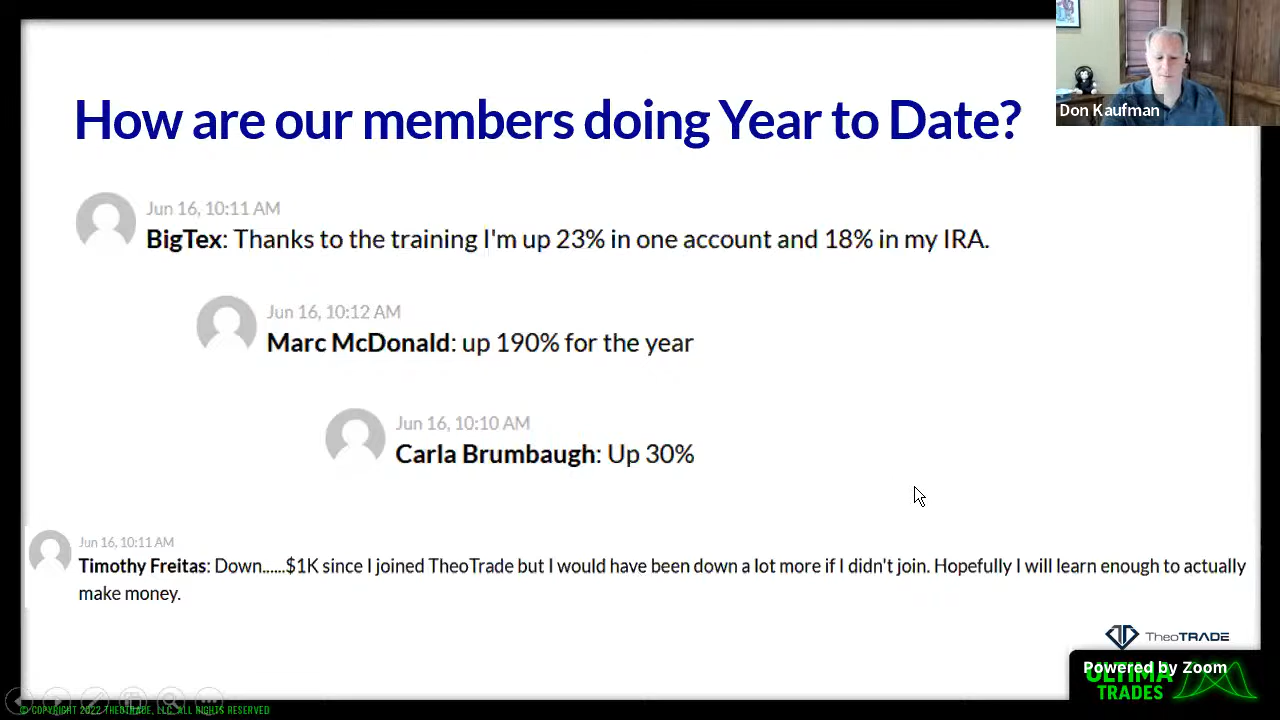 How are our members doing Year to Date?
Don Kaufman
Jun 16, 10:11 AM
BigTex: Thanks to the training I'm up 23% in one account and 18% in my IRA.
Jun 16, 10:12 AM
Marc McDonald: up 190% for the year
Jun 16, 10:10 AM
Carla Brumbaugh: Up 30%
Jun 16, 10:11 AM
Timothy Freitas: Down......$1K since I joined TheoTrade but I would have been down a lot more if I didn't join. Hopefully I will learn enough to actually
make money.
TheoTRADE
Powered by Zoom
ULTIMA
TRADES
© COPYRIGHT 2022 THEOTRADE, LLC. ALL RIGHTS RESERVED